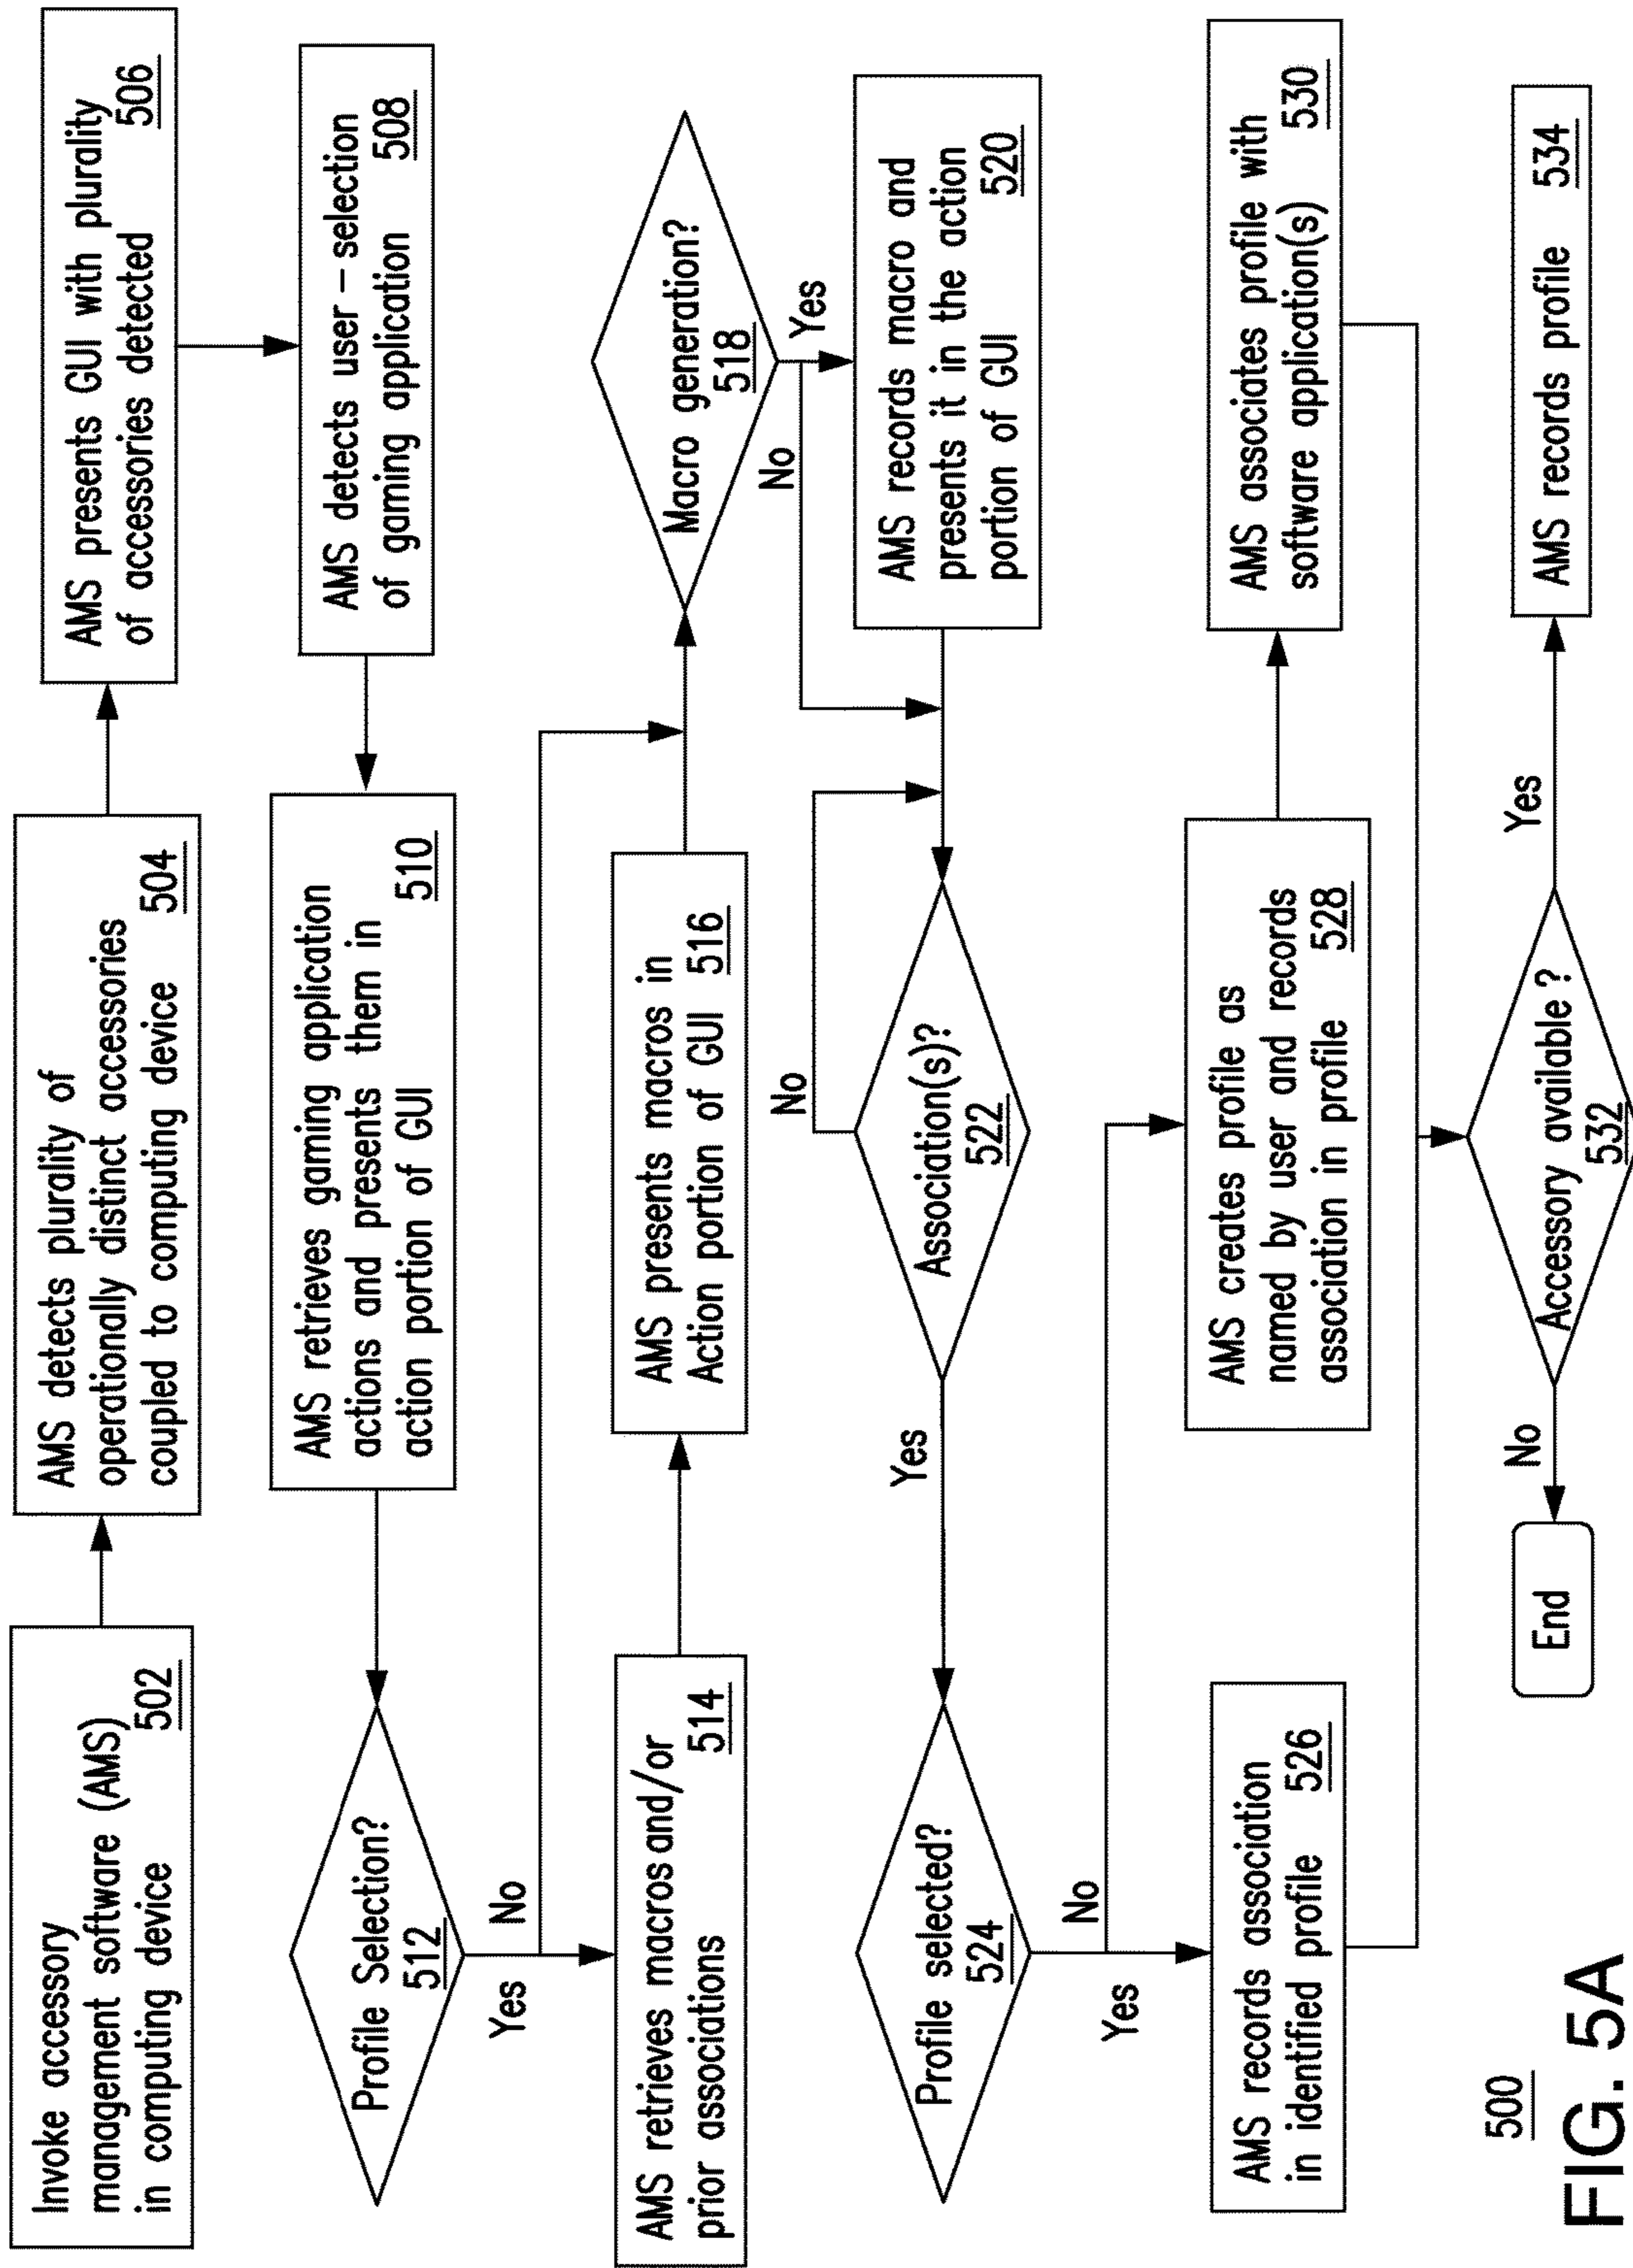 Invoke accessory
management software (AMS)
in computing device 502
AMS detects plurality of
operationally distinct accessories
coupled to computing device 504
AMS presents GUI with plurality
of accessories detected 506
AMS detects user-selection
of gaming application 508
AMS retrieves gaming application
actions and presents them in
action portion of GUI 510
Profile Selection?
512
No
Yes
AMS retrieves macros and/or
prior associations 514
AMS presents macros in
Action portion of GUI 516
Macro generation?
518
No
Yes
AMS records macro and
presents it in the action
portion of GUI 520
No
Association(s)?
522
Yes
Profile selected?
524
No
Yes
AMS records association
in identified profile 526
AMS creates profile as
named by user and records
association in profile 528
AMS associates profile with
software application(s) 530
Accessory available ?
532
No
End
Yes
AMS records profile 534
500
FIG. 5A